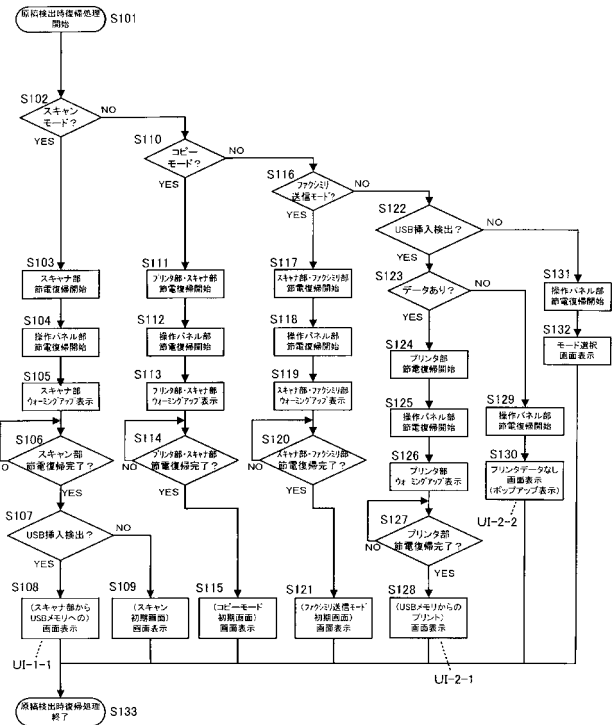 原稿検出時復帰処理
開始
S101
S102
スキャン
モード?
NO
YES
S110
コピー
モード?
NO
YES
S116
ファクシミリ
送信モード?
NO
YES
S122
USB挿入検出?
NO
YES
S103
スキャナ部
節電復帰開始
S104
操作パネル部
節電復帰開始
S105
スキャナ部
ウォーミングアップ表示
S106
スキャン部
節電復帰完了?
O
YES
S107
USB挿入検出?
NO
YES
S108
(スキャナ部から
USBメモリへの)
画面表示
UI-1-1
S109
(スキャン
初期画面)
画面表示
S111
プリンタ部・スキャナ部
節電復帰開始
S112
操作パネル部
節電復帰開始
S113
プリンタ部・スキャナ部
ウォーミングアップ表示
S114
プリンタ部・スキャナ部
節電復帰完了?
NO
YES
S115
(コピーモード
初期画面)
画面表示
S117
スキャナ部・ファクシミリ部
節電復帰開始
S118
操作パネル部
節電復帰開始
S119
スキャナ部・ファクシミリ部
ウォーミングアップ表示
S120
スキャナ部・ファクシミリ部
節電復帰完了?
NO
YES
S121
(ファクシミリ送信モード
初期画面)
画面表示
S123
データあり?
NO
YES
S124
プリンタ部
節電復帰開始
S125
操作パネル部
節電復帰開始
S126
プリンタ部
ウォーミングアップ表示
S127
プリンタ部
節電復帰完了?
NO
YES
S128
(USBメモリからの
プリント)
画面表示
UI-2-1
S129
操作パネル部
節電復帰開始
S130
プリンタデータなし
画面表示
(ポップアップ表示)
UI-2-2
S131
操作パネル部
節電復帰開始
S132
モード選択
画面表示
原稿検出時復帰処理
終了
S133